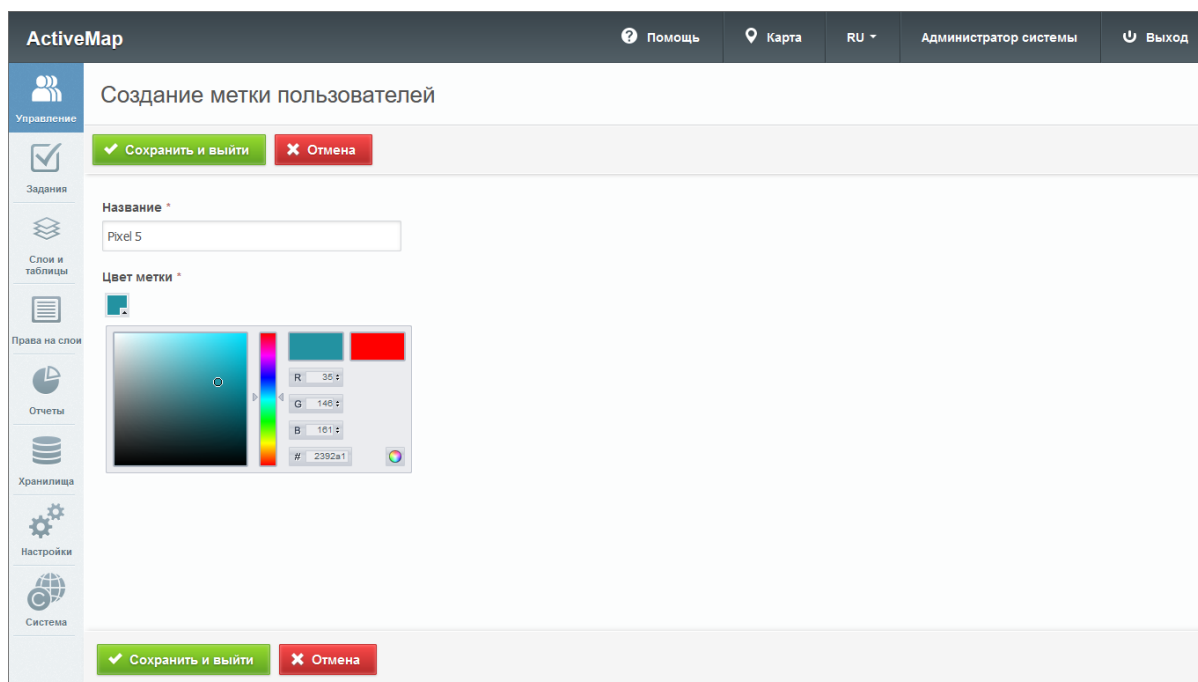 ActiveMap
Помощь
Карта
RU
Администратор системы
Выход
Управление
Задания
Слои и
таблицы
Права на слои
Отчеты
Хранилища
Настройки
Система
Создание метки пользователей
Сохранить и выйти
Отмена
Название *
Pixel 5
Цвет метки *
R 35
G 146
B 161
# 2392a1
Сохранить и выйти
Отмена